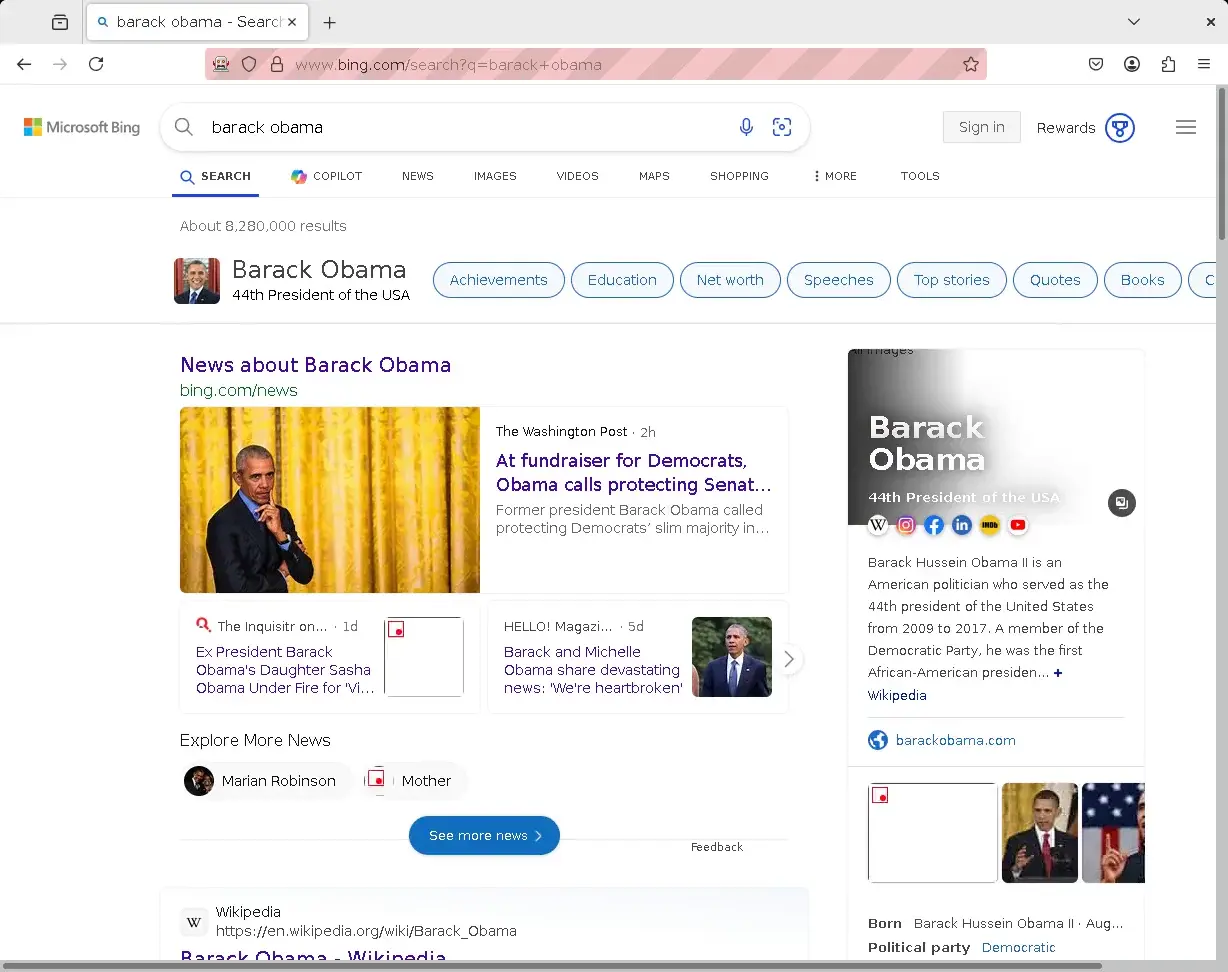 barack obama - Search
www.bing.com/search?q=barack+obama
Microsoft Bing
barack obama
Sign in
Rewards
SEARCH
COPILOT
NEWS
IMAGES
VIDEOS
MAPS
SHOPPING
MORE
TOOLS
About 8,280,000 results
Barack Obama
44th President of the USA
Achievements
Education
Net worth
Speeches
Top stories
Quotes
Books
C
News about Barack Obama
bing.com/news
The Washington Post · 2h
At fundraiser for Democrats,
Obama calls protecting Senat...
Former president Barack Obama called
protecting Democrats’ slim majority in...
The Inquisitr on... · 1d
Ex President Barack
Obama's Daughter Sasha
Obama Under Fire for 'Vi...
HELLO! Magazi... · 5d
Barack and Michelle
Obama share devastating
news: 'We're heartbroken'
Explore More News
Marian Robinson
Mother
See more news
Feedback
W
Wikipedia
https://en.wikipedia.org/wiki/Barack_Obama
Barack Obama - Wikipedia
All images
Barack
Obama
44th President of the USA
W
IMDb
Barack Hussein Obama II is an
American politician who served as the
44th president of the United States
from 2009 to 2017. A member of the
Democratic Party, he was the first
African-American presiden... +
Wikipedia
barackobama.com
Born Barack Hussein Obama II · Aug...
Political party Democratic